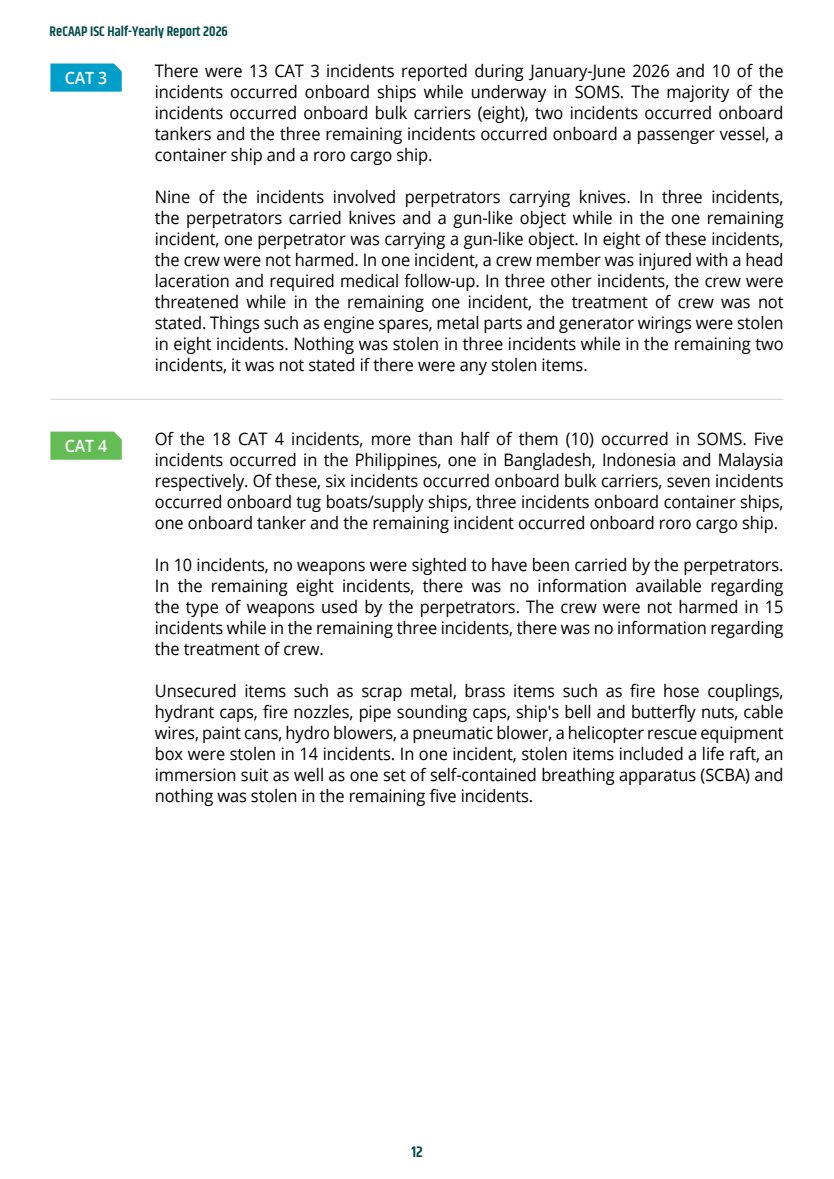 ReCAAP ISC Half-Yearly Report 2026
CAT 3
There were 13 CAT 3 incidents reported during January-June 2026 and 10 of the
incidents occurred onboard ships while underway in SOMS. The majority of the
incidents occurred onboard bulk carriers (eight), two incidents occurred onboard
tankers and the three remaining incidents occurred onboard a passenger vessel, a
container ship and a roro cargo ship.
Nine of the incidents involved perpetrators carrying knives. In three incidents,
the perpetrators carried knives and a gun-like object while in the one remaining
incident, one perpetrator was carrying a gun-like object. In eight of these incidents,
the crew were not harmed. In one incident, a crew member was injured with a head
laceration and required medical follow-up. In three other incidents, the crew were
threatened while in the remaining one incident, the treatment of crew was not
stated. Things such as engine spares, metal parts and generator wirings were stolen
in eight incidents. Nothing was stolen in three incidents while in the remaining two
incidents, it was not stated if there were any stolen items.
CAT 4
Of the 18 CAT 4 incidents, more than half of them (10) occurred in SOMS. Five
incidents occurred in the Philippines, one in Bangladesh, Indonesia and Malaysia
respectively. Of these, six incidents occurred onboard bulk carriers, seven incidents
occurred onboard tug boats/supply ships, three incidents onboard container ships,
one onboard tanker and the remaining incident occurred onboard roro cargo ship.
In 10 incidents, no weapons were sighted to have been carried by the perpetrators.
In the remaining eight incidents, there was no information available regarding
the type of weapons used by the perpetrators. The crew were not harmed in 15
incidents while in the remaining three incidents, there was no information regarding
the treatment of crew.
Unsecured items such as scrap metal, brass items such as fire hose couplings,
hydrant caps, fire nozzles, pipe sounding caps, ship's bell and butterfly nuts, cable
wires, paint cans, hydro blowers, a pneumatic blower, a helicopter rescue equipment
box were stolen in 14 incidents. In one incident, stolen items included a life raft, an
immersion suit as well as one set of self-contained breathing apparatus (SCBA) and
nothing was stolen in the remaining five incidents.
12